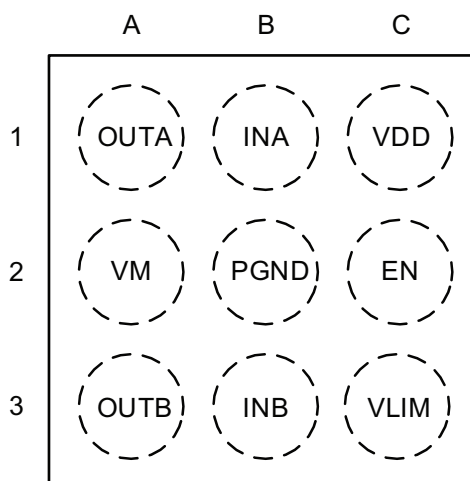 A B C
1 OUTA INA VDD
2 VM PGND EN
3 OUTB INB VLIM